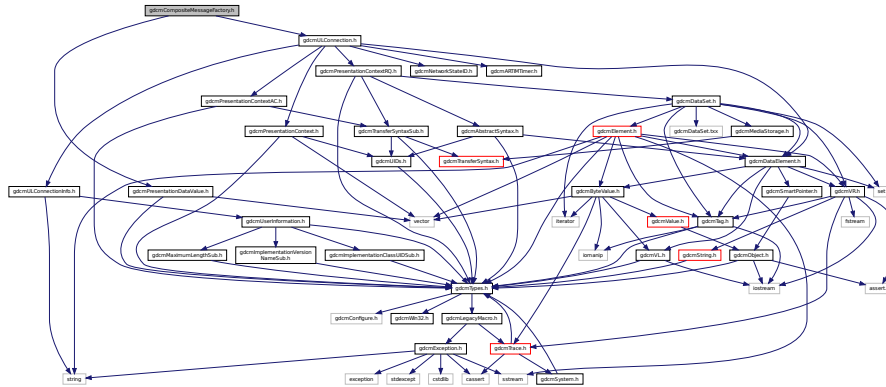 gdcmCompositeMessageFactory.h
gdcmULConnection.h
gdcmPresentationContextRQ.h
gdcmNetworkStateID.h
gdcmARTIMTimer.h
gdcmPresentationContextAC.h
gdcmDataSet.h
gdcmPresentationContext.h
gdcmTransferSyntaxSub.h
gdcmAbstractSyntax.h
gdcmElement.h
gdcmDataSet.txx
gdcmMediaStorage.h
gdcmUIDs.h
gdcmTransferSyntax.h
gdcmDataElement.h
gdcmULConnectionInfo.h
gdcmPresentationDataValue.h
gdcmByteValue.h
gdcmSmartPointer.h
gdcmVR.h
set
gdcmUserInformation.h
vector
iterator
gdcmValue.h
gdcmTag.h
fstream
gdcmMaximumLengthSub.h
gdcmImplementationVersion
NameSub.h
gdcmImplementationClassUIDSub.h
iomanip
gdcmVL.h
gdcmString.h
gdcmObject.h
gdcmTypes.h
iostream
assert.
gdcmConfigure.h
gdcmWin32.h
gdcmLegacyMacro.h
gdcmException.h
gdcmTrace.h
string
exception
stdexcept
cstdlib
cassert
sstream
gdcmSystem.h